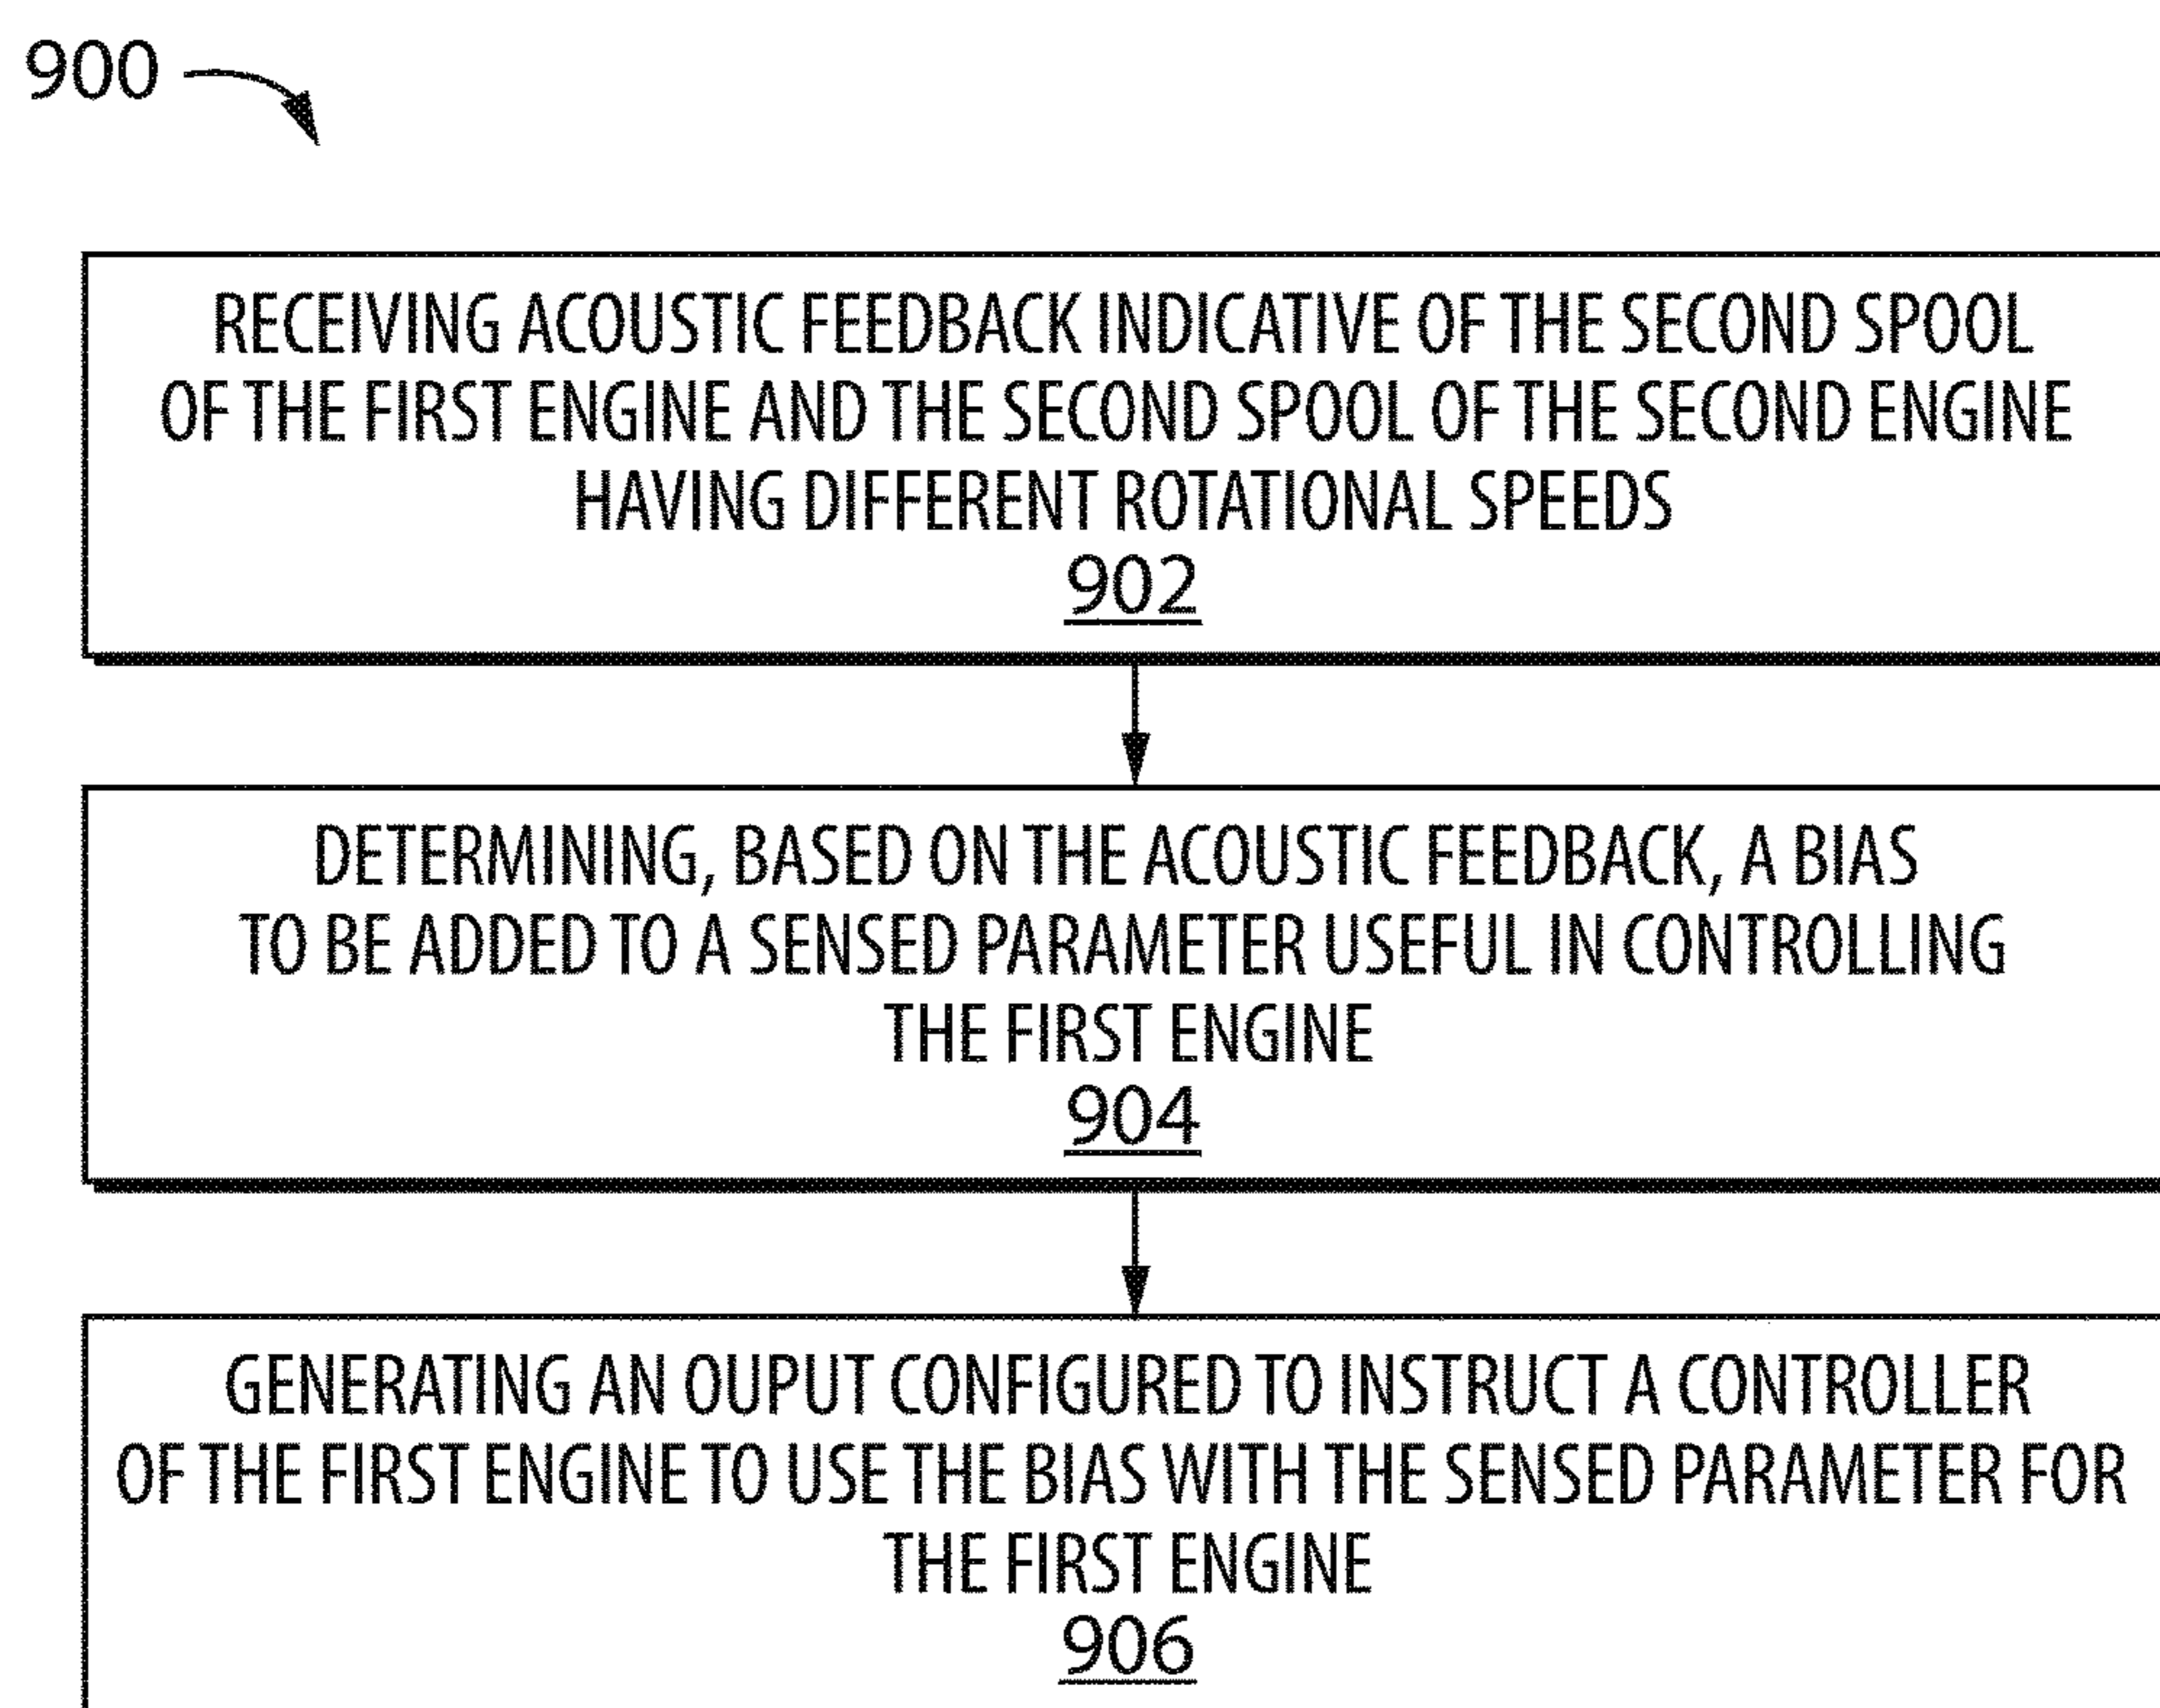 900
RECEIVING ACOUSTIC FEEDBACK INDICATIVE OF THE SECOND SPOOL
OF THE FIRST ENGINE AND THE SECOND SPOOL OF THE SECOND ENGINE
HAVING DIFFERENT ROTATIONAL SPEEDS
902
DETERMINING, BASED ON THE ACOUSTIC FEEDBACK, A BIAS
TO BE ADDED TO A SENSED PARAMETER USEFUL IN CONTROLLING
THE FIRST ENGINE
904
GENERATING AN OUPUT CONFIGURED TO INSTRUCT A CONTROLLER
OF THE FIRST ENGINE TO USE THE BIAS WITH THE SENSED PARAMETER FOR
THE FIRST ENGINE
906